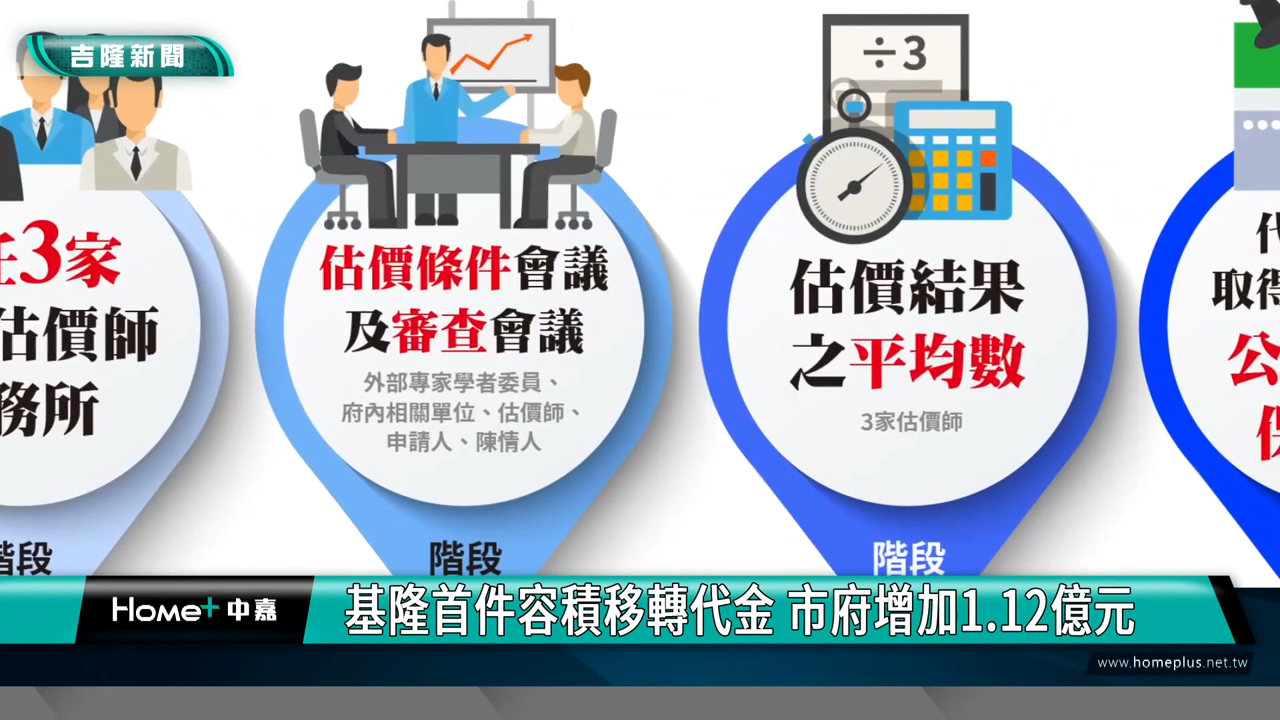 吉隆新聞
3家
估價師
務所
階段
估價條件會議
及審查會議
外部專家學者委員、
府內相關單位、估價師、
申請人、陳情人
階段
÷3
估價結果
之平均數
3家估價師
階段
取得
公
Home+ 中嘉
基隆首件容積移轉代金 市府增加1.12億元
www.homeplus.net.tw